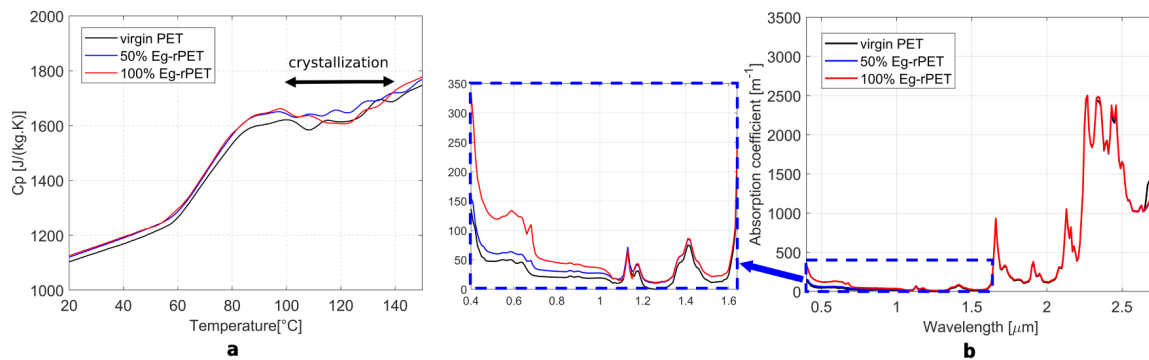 2000
1800
1600
1400
1200
1000
Cp [J/(kg.K)]
virgin PET
50% Eg-rPET
100% Eg-rPET
crystallization
20 40 60 80 100 120 140
Temperature[°C]
a
350
300
250
200
150
100
50
0
0.4 0.6 0.8 1 1.2 1.4 1.6
3500
3000
2500
2000
1500
1000
500
0
Absorption coefficient [m-1]
virgin PET
50% Eg-rPET
100% Eg-rPET
0.5 1 1.5 2 2.5
Wavelength [μm]
b